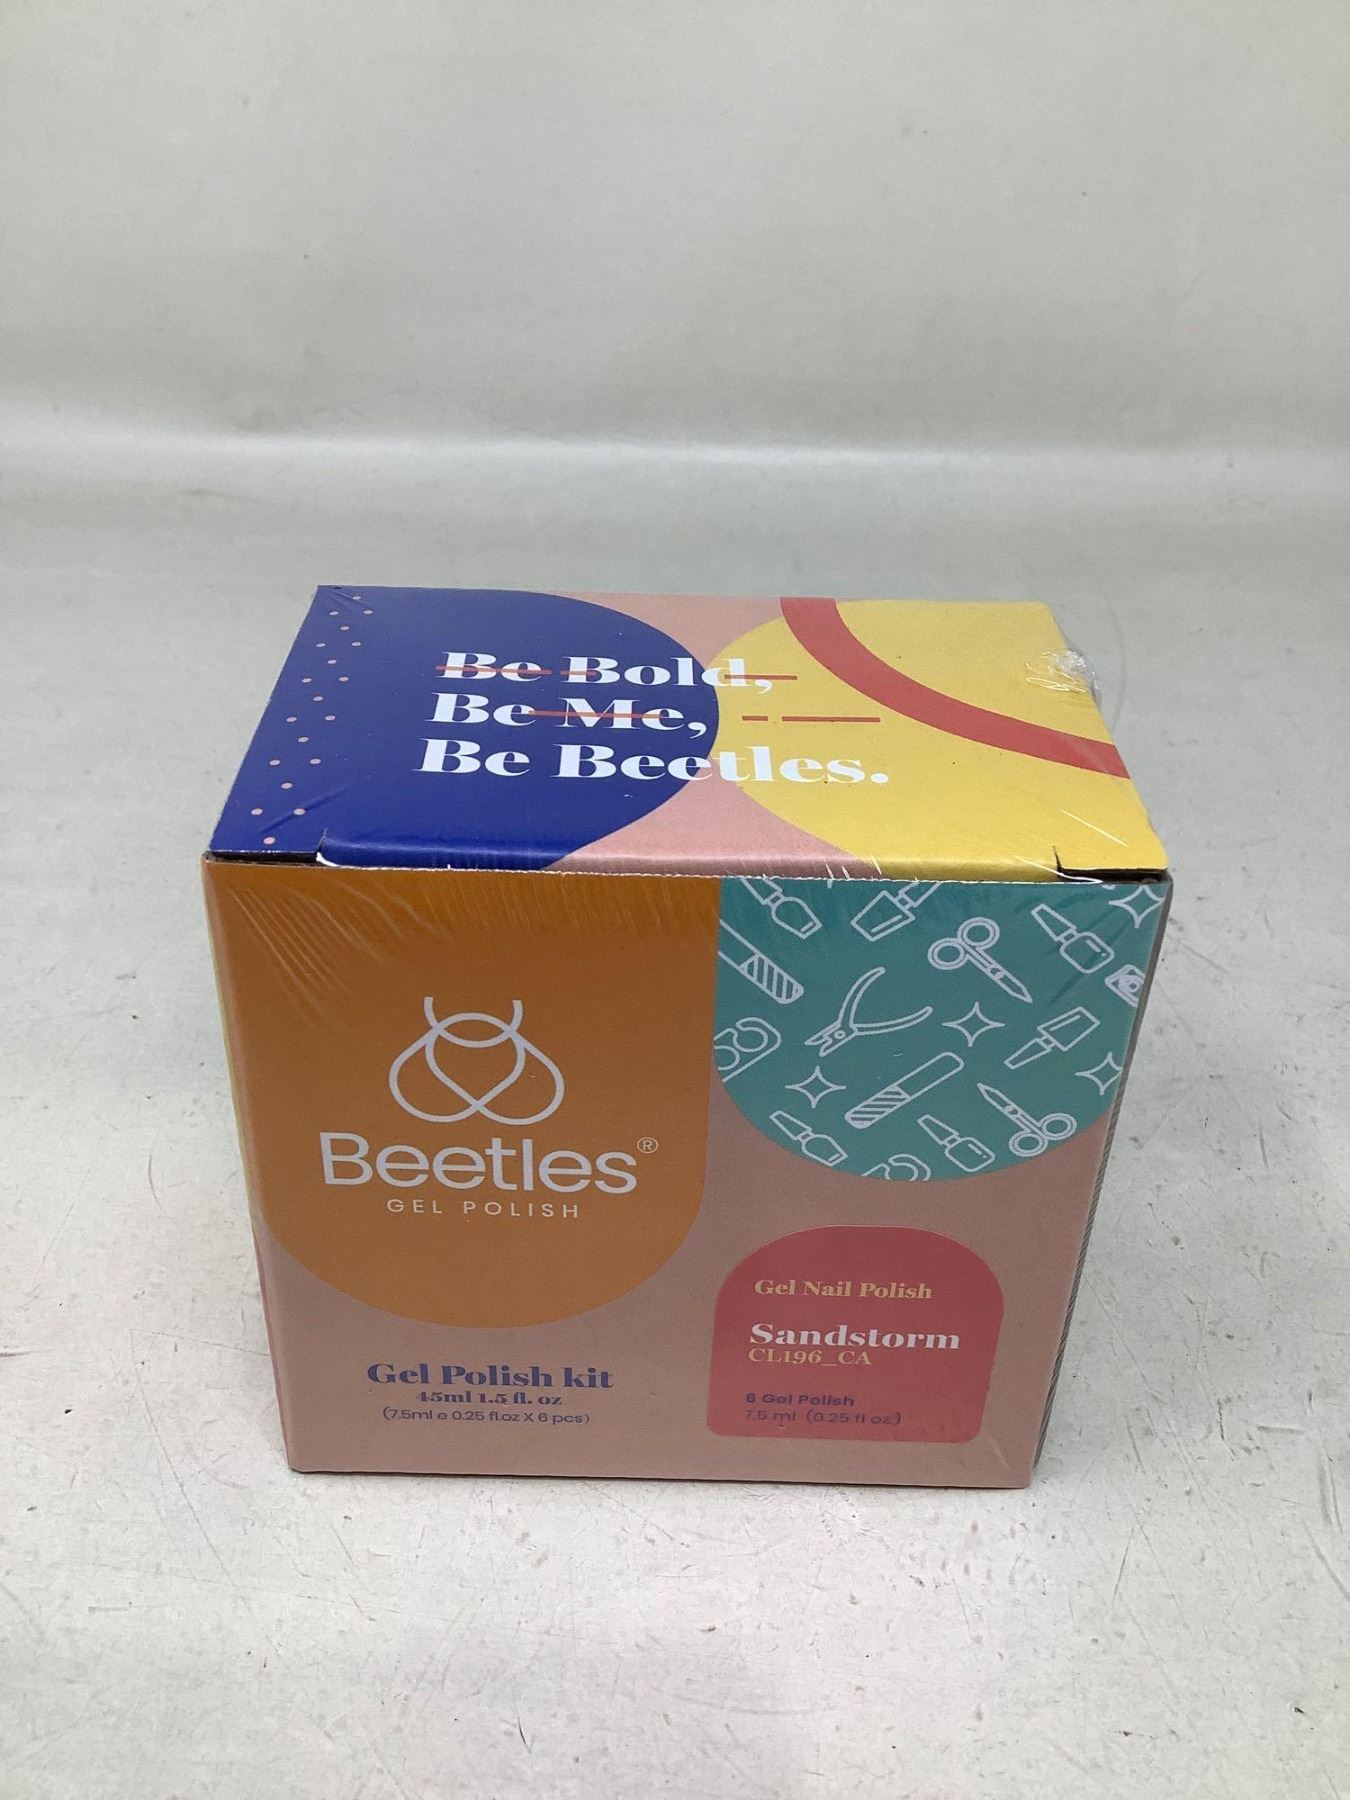 Be Bold,
Be Me,
Be Beetles.
Beetles®
GEL POLISH
Gel Polish kit
45ml 1.5 fl. oz
(7.5ml e 0.25 fl.oz X 6 pcs)
Gel Nail Polish
Sandstorm
CL196_CA
6 Gel Polish
7.5 ml (0.25 fl oz)